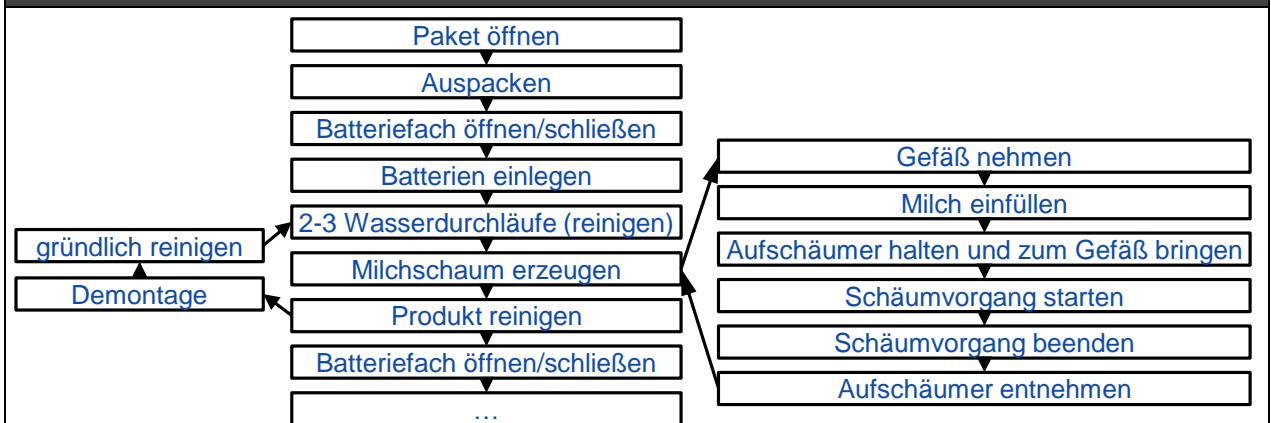 Paket öffnen
Auspacken
Batteriefach öffnen/schließen
Batterien einlegen
2-3 Wasserdurchläufe (reinigen)
Milchschaum erzeugen
Produkt reinigen
Batteriefach öffnen/schließen
…
gründlich reinigen
Demontage
Gefäß nehmen
Milch einfüllen
Aufschäumer halten und zum Gefäß bringen
Schäumvorgang starten
Schäumvorgang beenden
Aufschäumer entnehmen